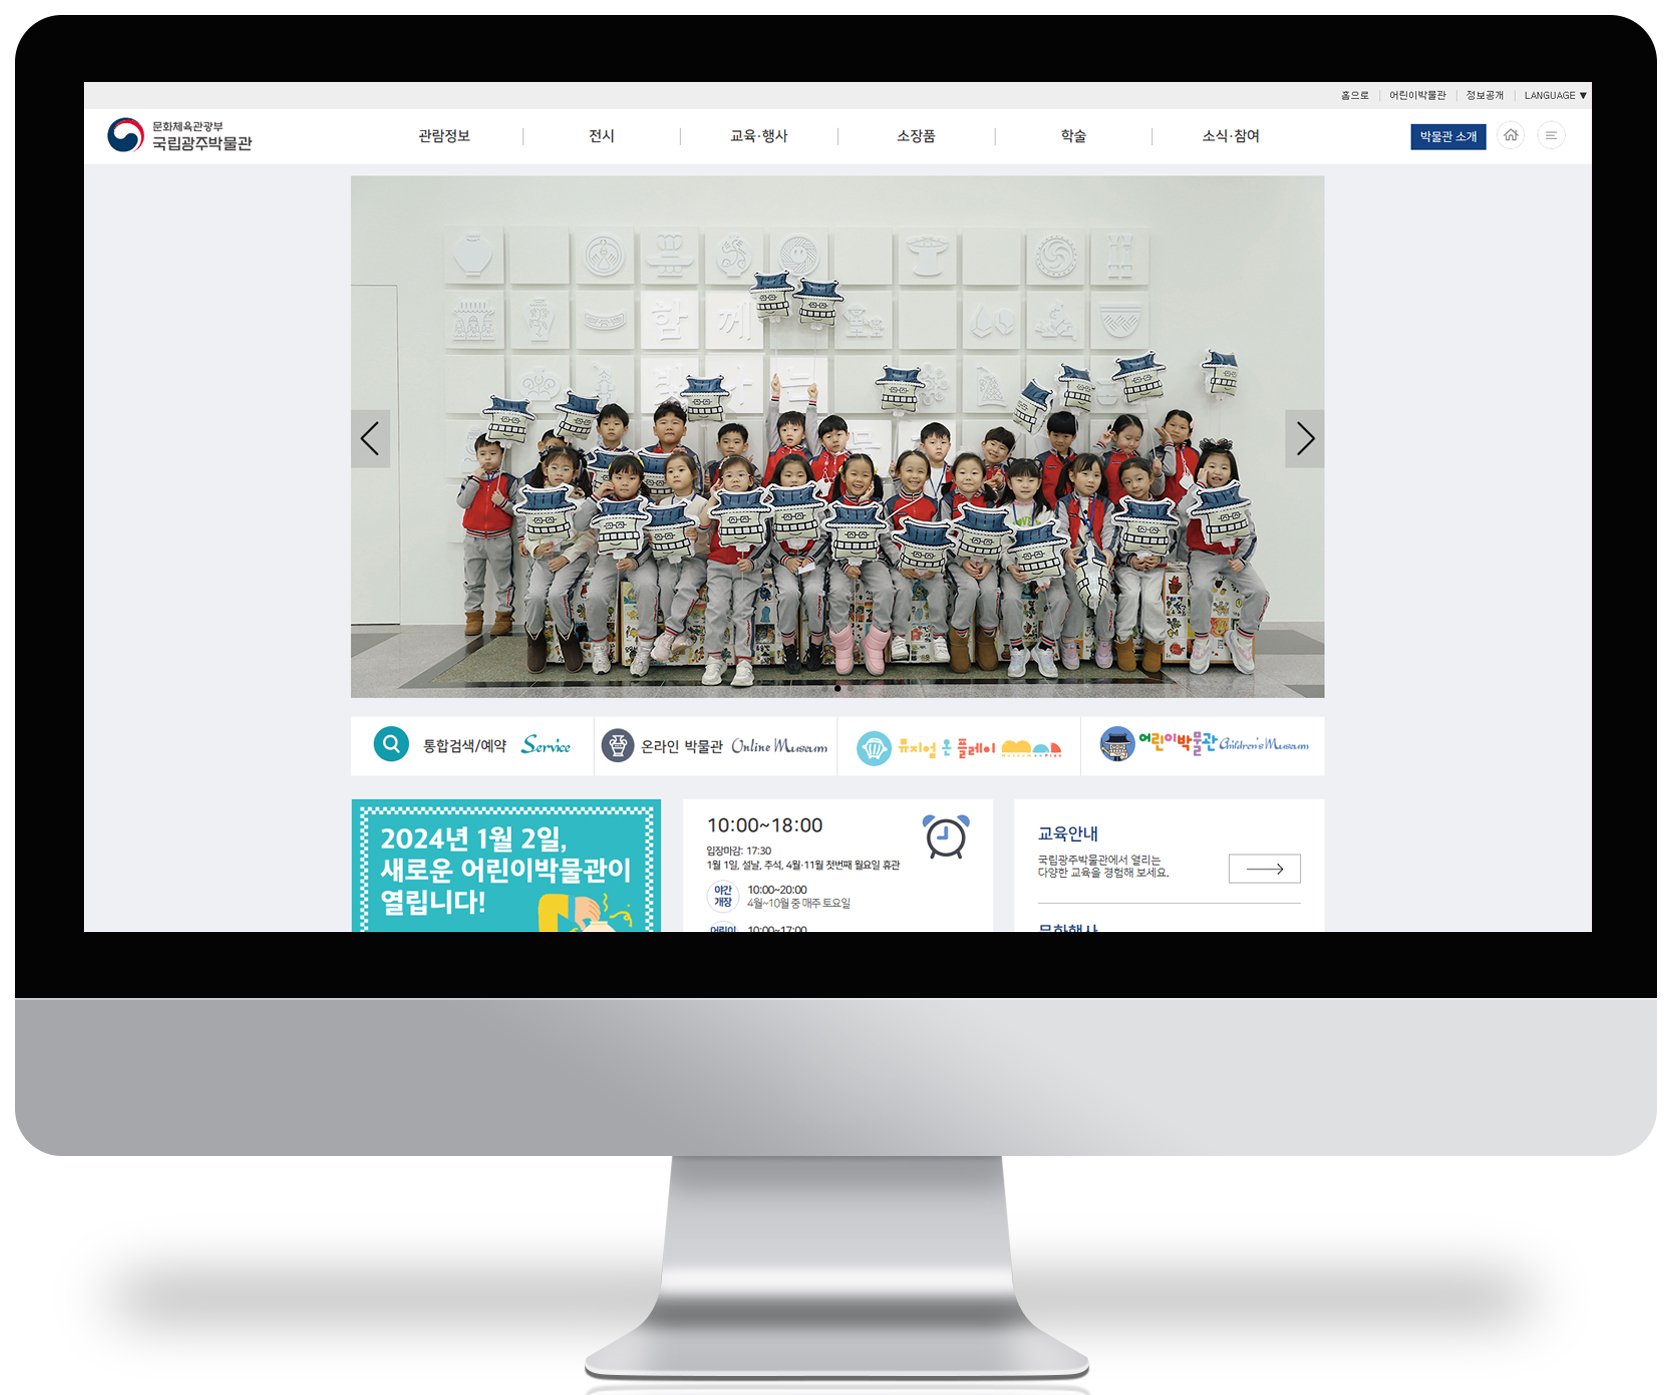 홈으로 어린이박물관 정보공개 LANGUAGE ▼
문화체육관광부
국립광주박물관
관람정보 전시 교육·행사 소장품 학술 소식·참여
박물관 소개
함께
통합검색/예약 Service
온라인 박물관 Online Museum
뮤지엄 온 플레이
어린이박물관 Children's Museum
2024년 1월 2일,
새로운 어린이박물관이
열립니다!
10:00~18:00
입장마감: 17:30
1월 1일, 설날, 추석, 4월·11월 첫번째 월요일 휴관
야간
개장
10:00~20:00
4월~10월 중 매주 토요일
어린이 10:00~17:00
교육안내
국립광주박물관에서 열리는
다양한 교육을 경험해 보세요.
문화행사